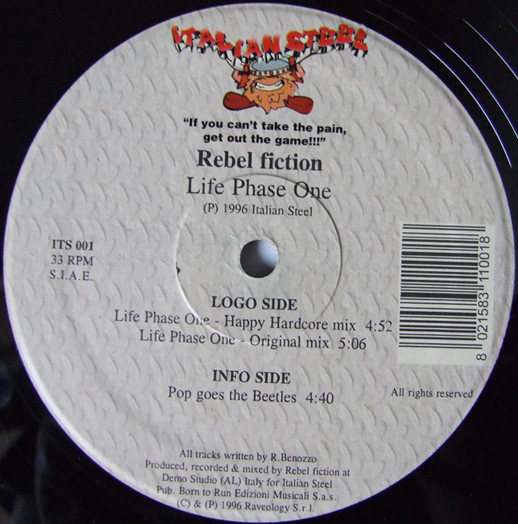 ITALIAN STEEL
"If you can't take the pain,
get out the game!!!"
Rebel fiction
Life Phase One
(P) 1996 Italian Steel
ITS 001
33 RPM
S.I.A.E.
8 021583 110018
LOGO SIDE
Life Phase One - Happy Hardcore mix 4:52
Life Phase One - Original mix 5:06
INFO SIDE
Pop goes the Beetles 4:40
All rights reserved
All tracks written by R.Benozzo
Produced, recorded & mixed by Rebel fiction at
Demo Studio (AL) Italy for Italian Steel
Pub. Born to Run Edizioni Musicali S.a.s.
(C) & (P) 1996 Raveology S.r.l.